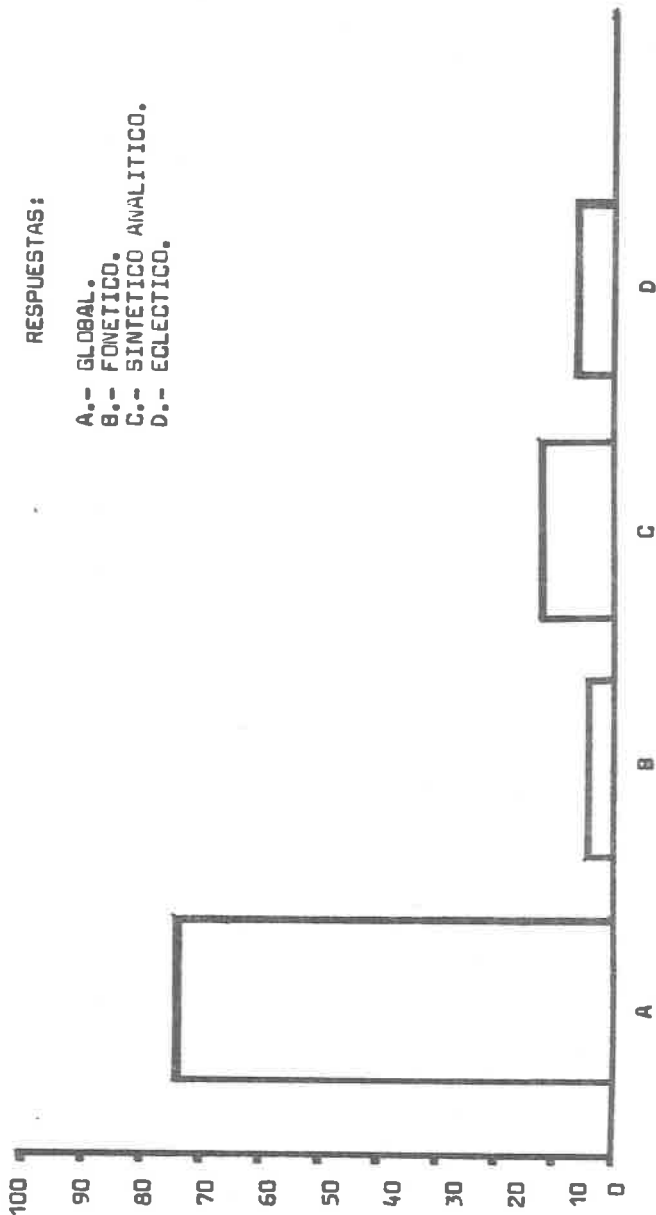 RESPUESTAS:
A.- GLOBAL.
B.- FONETICO.
C.- SINTETICO ANALITICO.
D.- ECLECTICO.
100
90
80
70
60
50
40
30
20
10
0
A
B
C
D